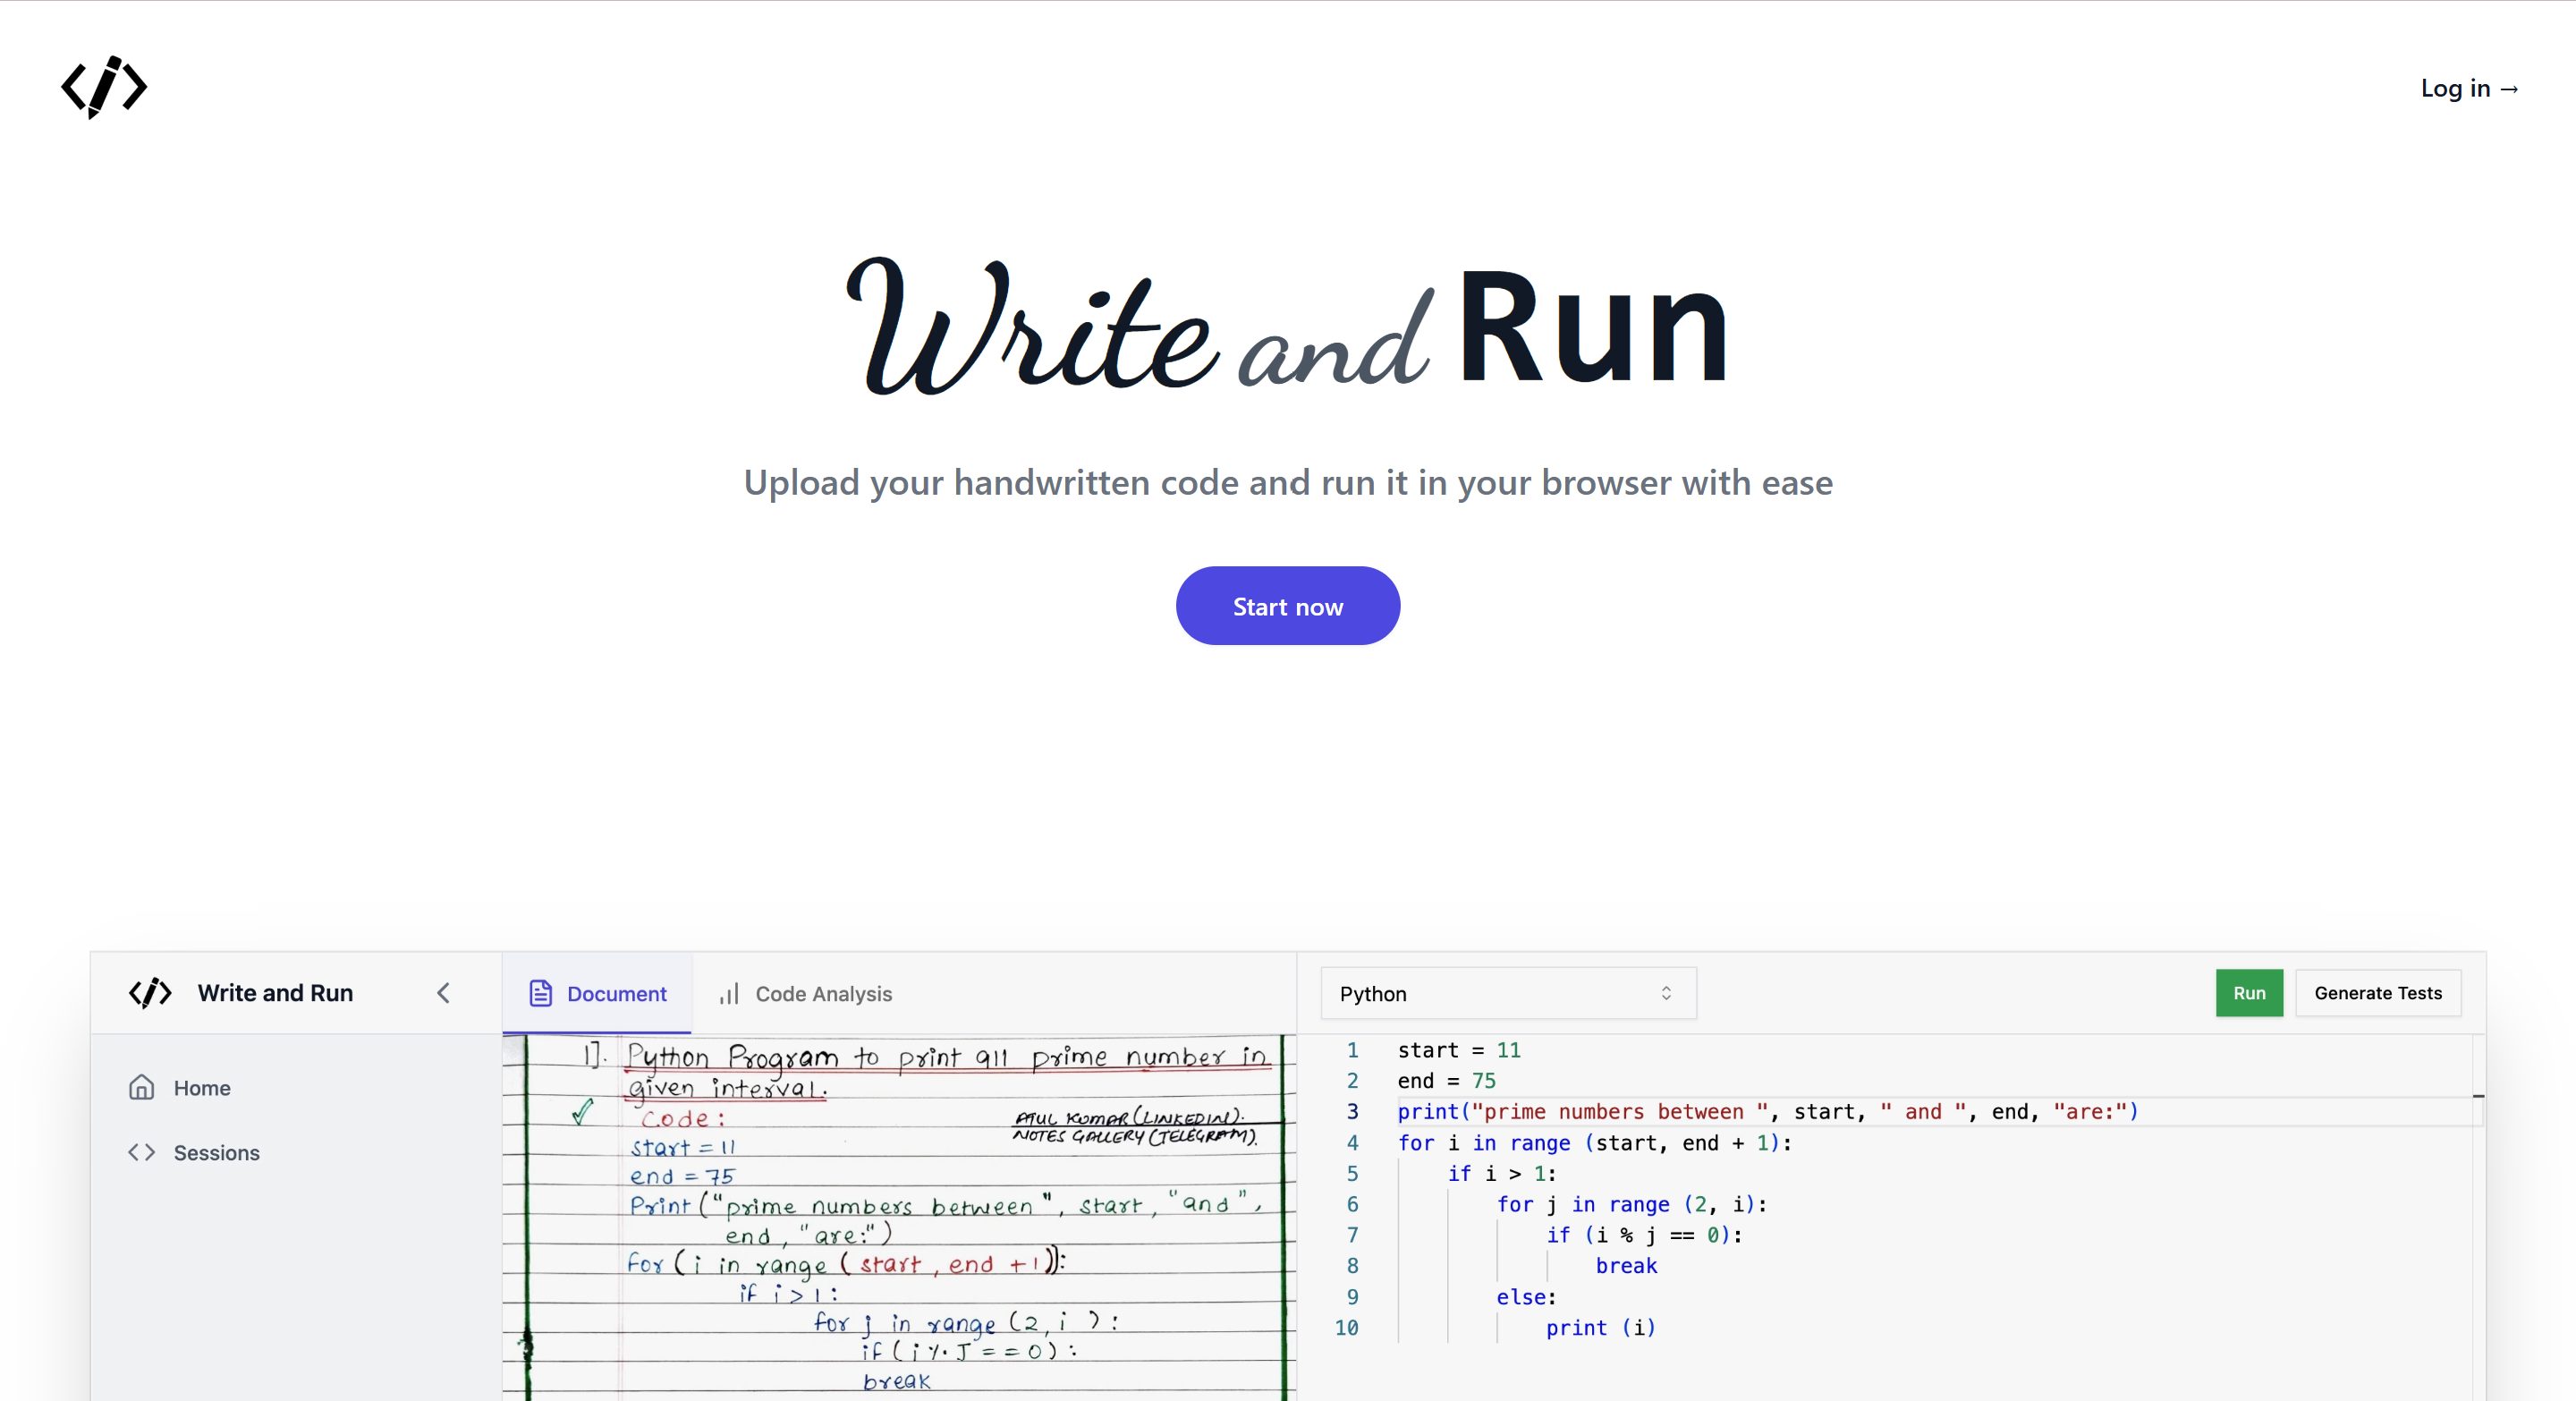 Log in →
Write and Run
Upload your handwritten code and run it in your browser with ease
Start now
Write and Run
Home
Sessions
Document
Code Analysis
1]. Python Program to print all prime number in
given interval.
Code:
ATUL KUMAR (LINKEDIN).
NOTES GALLERY (TELEGRAM).
start = 11
end = 75
Print ("prime numbers between", start, "and",
end, "are:")
for (i in range (start, end +1)):
if i > 1:
for j in range (2, i ):
if (i % J == 0):
break
Python
Run
Generate Tests
1 start = 11
2 end = 75
3 print("prime numbers between ", start, " and ", end, "are:")
4 for i in range (start, end + 1):
5 if i > 1:
6 for j in range (2, i):
7 if (i % j == 0):
8 break
9 else:
10 print (i)